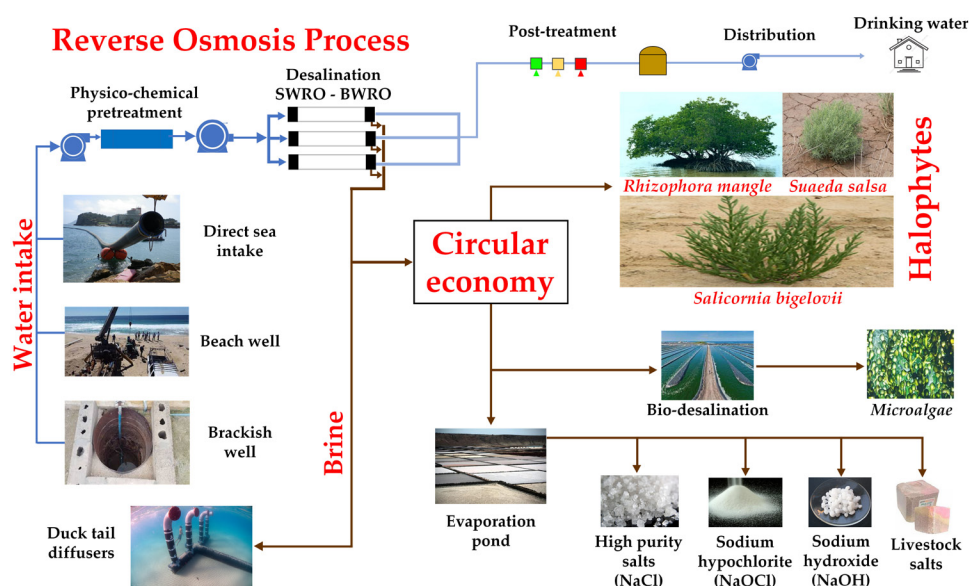 Reverse Osmosis Process
Physico-chemical
pretreatment
Desalination
SWRO - BWRO
Post-treatment
Distribution
Drinking water
Water intake
Direct sea
intake
Beach well
Brackish
well
Duck tail
diffusers
Brine
Circular
economy
Rhizophora mangle
Suaeda salsa
Salicornia bigelovii
Halophytes
Bio-desalination
Microalgae
Evaporation
pond
High purity
salts
(NaCl)
Sodium
hypochlorite
(NaOCl)
Sodium
hydroxide
(NaOH)
Livestock
salts